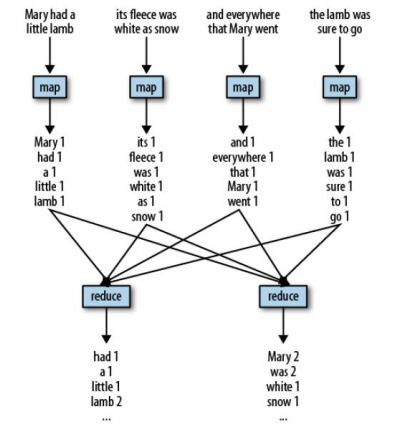 Mary had a
little lamb
its fleece was
white as snow
and everywhere
that Mary went
the lamb was
sure to go
map
map
map
map
Mary 1
had 1
a 1
little 1
lamb 1
its 1
fleece 1
was 1
white 1
as 1
snow 1
and 1
everywhere 1
that 1
Mary 1
went 1
the 1
lamb 1
was 1
sure 1
to 1
go 1
reduce
reduce
had 1
a 1
little 1
lamb 2
...
Mary 2
was 2
white 1
snow 1
...